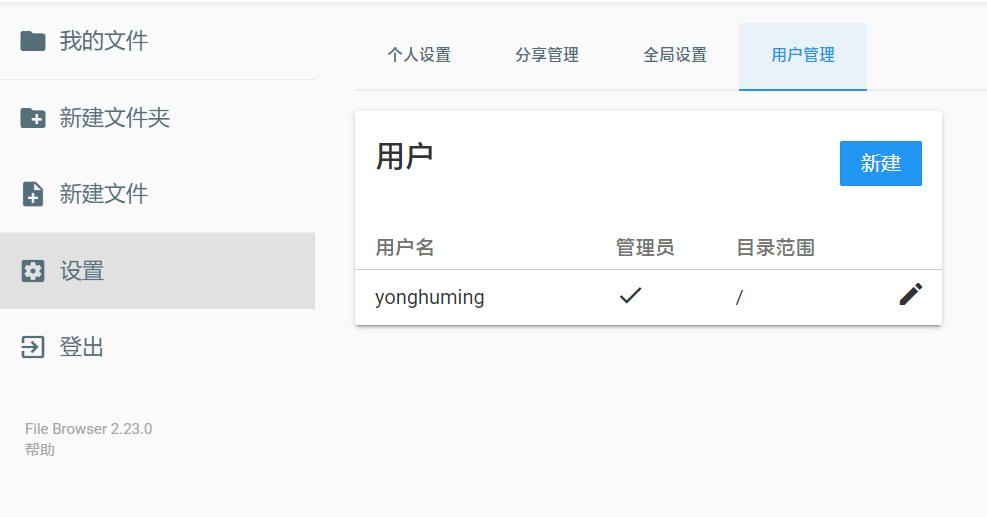 我的文件
新建文件夹
新建文件
设置
登出
File Browser 2.23.0
帮助
个人设置 分享管理 全局设置 用户管理
用户 新建
用户名 管理员 目录范围
yonghuming /